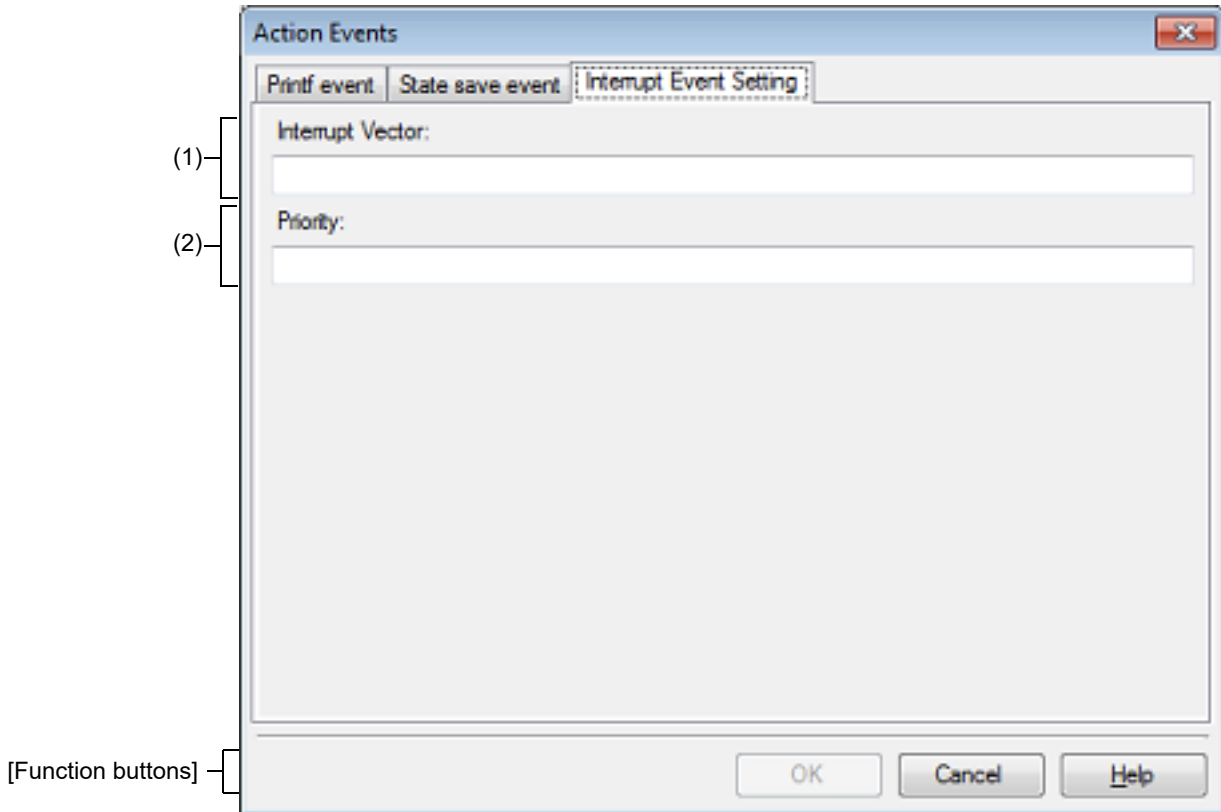 Action Events
Printf event State save event Interrupt Event Setting
Interrupt Vector:
(1)
Priority:
(2)
[Function buttons] OK Cancel Help